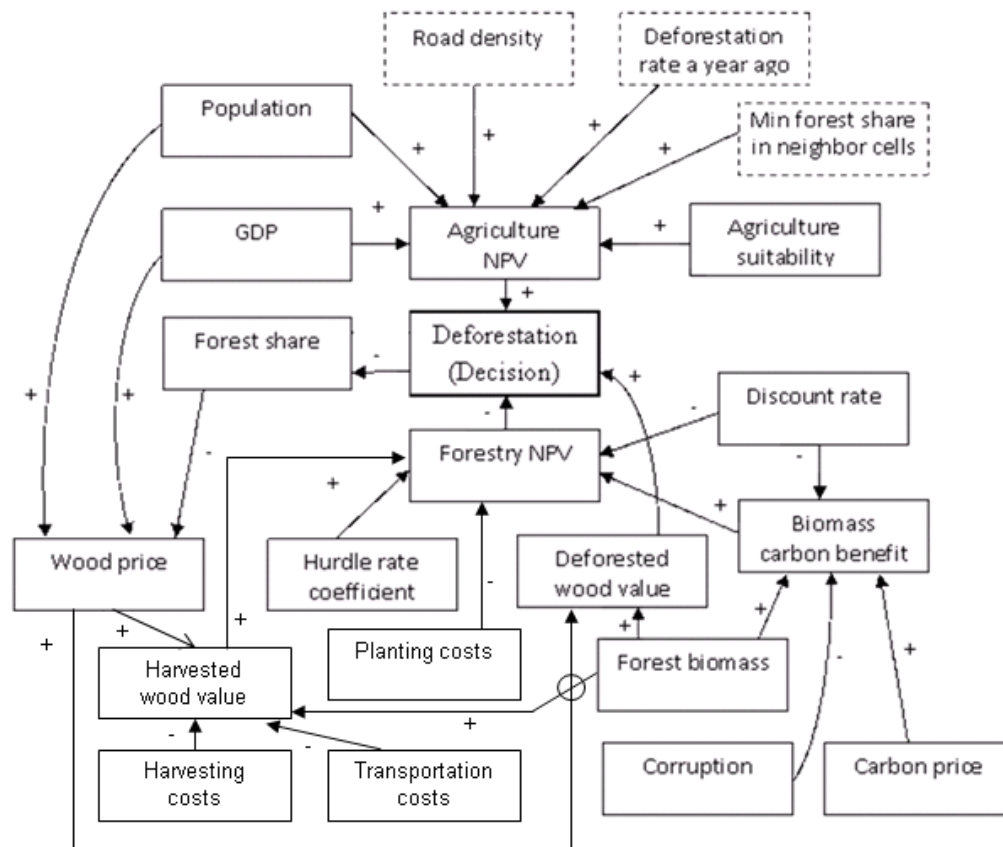 Road density
Deforestation
rate a year ago
Population
Min forest share
in neighbor cells
+
+
+
+
GDP
+
Agriculture
NPV
+
Agriculture
suitability
+
Forest share
-
Deforestation
(Decision)
+
+
+
-
Discount rate
-
-
Forestry NPV
-
+
+
Wood price
Hurdle rate
coefficient
-
Deforested
wood value
Biomass
carbon benefit
+
+
+
Planting costs
+
+
Harvested
wood value
Forest biomass
-
+
+
-
-
Harvesting
costs
Transportation
costs
Corruption
Carbon price